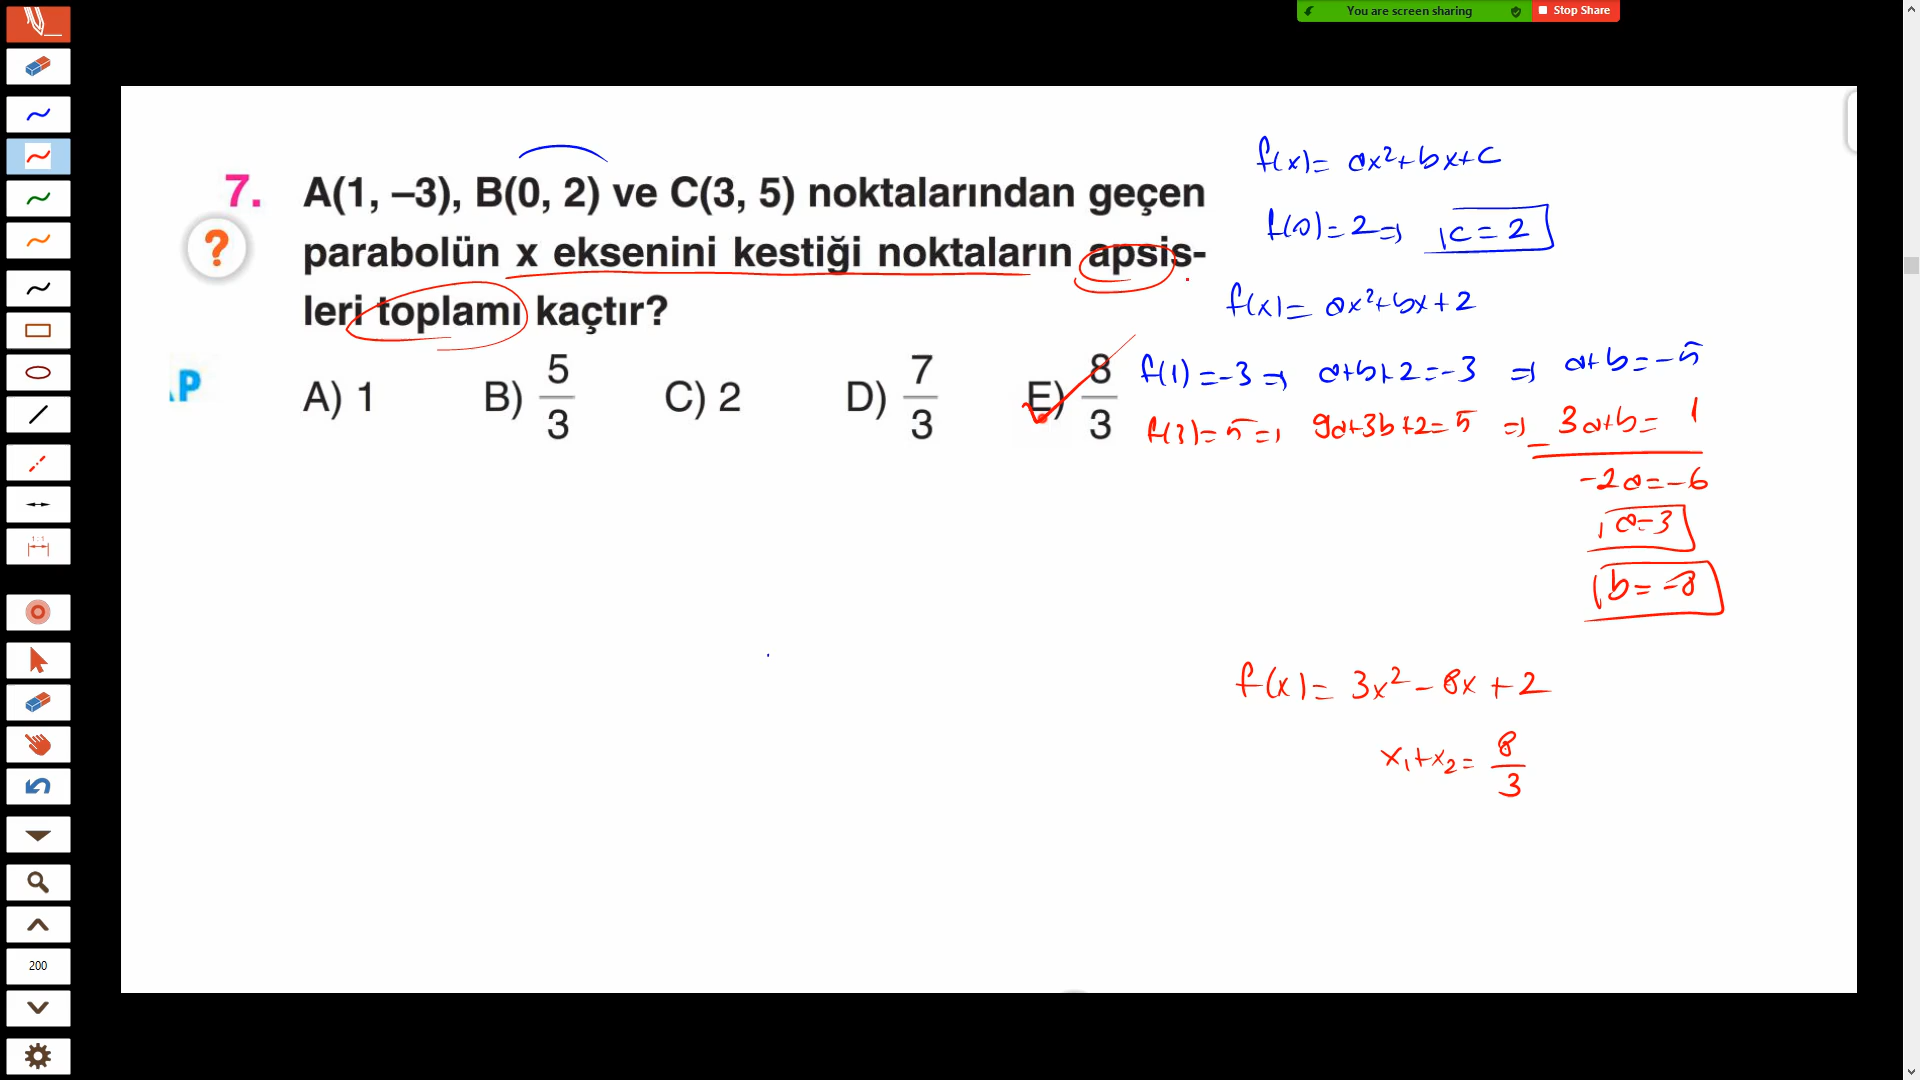 You are screen sharing
Stop Share
7. A(1, –3), B(0, 2) ve C(3, 5) noktalarından geçen
parabolün x eksenini kestiği noktaların apsis-
leri toplamı kaçtır?
?
A) 1 B) 5/3 C) 2 D) 7/3 E) 8/3
P
f(x) = ax²+bx+c
f(0)=2 ⇒ c = 2
f(x) = ax²+bx+2
f(1) = -3 ⇒ a+b+2 = -3 ⇒ a+b = -5
f(3) = 5 ⇒ 9a+3b+2 = 5 ⇒ 3a+b = 1
-2a = -6
a=3
b = -8
f(x) = 3x² - 8x + 2
x₁+x₂ = 8/3
1:1
200